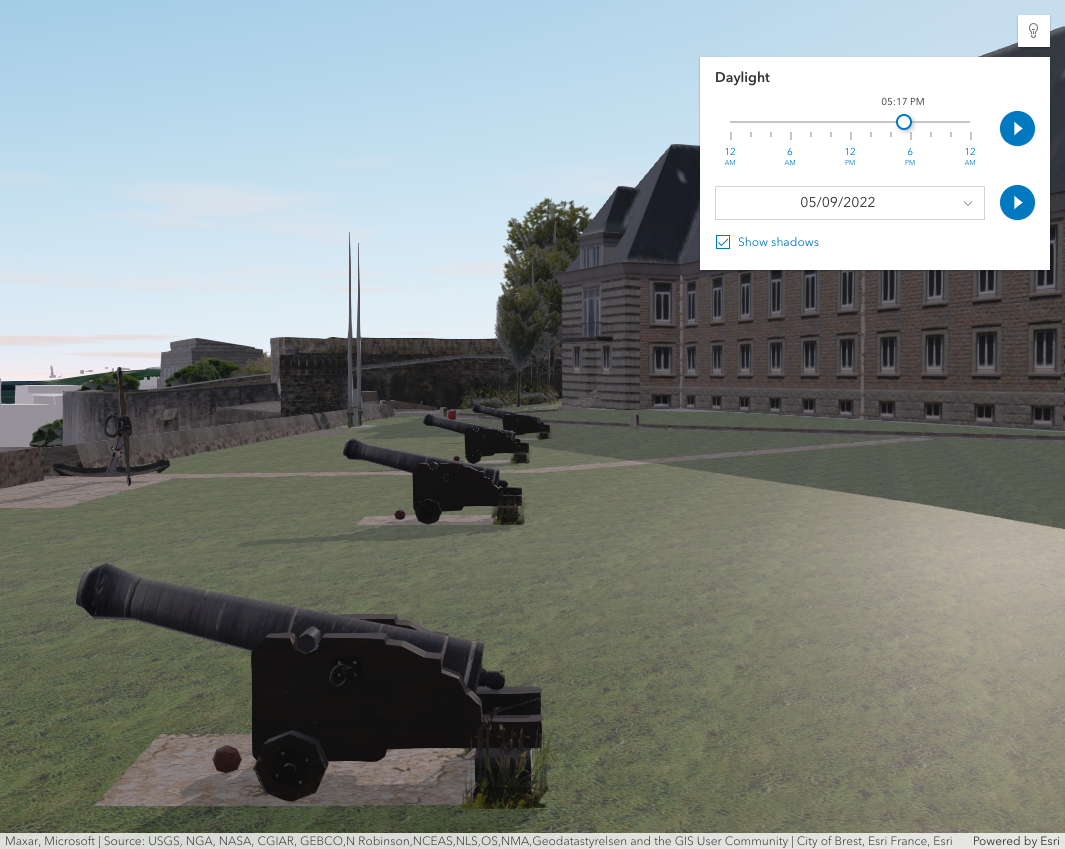 Daylight
05:17 PM
12 6 12 6 12
AM AM PM PM AM
05/09/2022
Show shadows
Maxar, Microsoft | Source: USGS, NGA, NASA, CGIAR, GEBCO,N Robinson,NCEAS,NLS,OS,NMA,Geodatastyrelsen and the GIS User Community | City of Brest, Esri France, Esri Powered by Esri